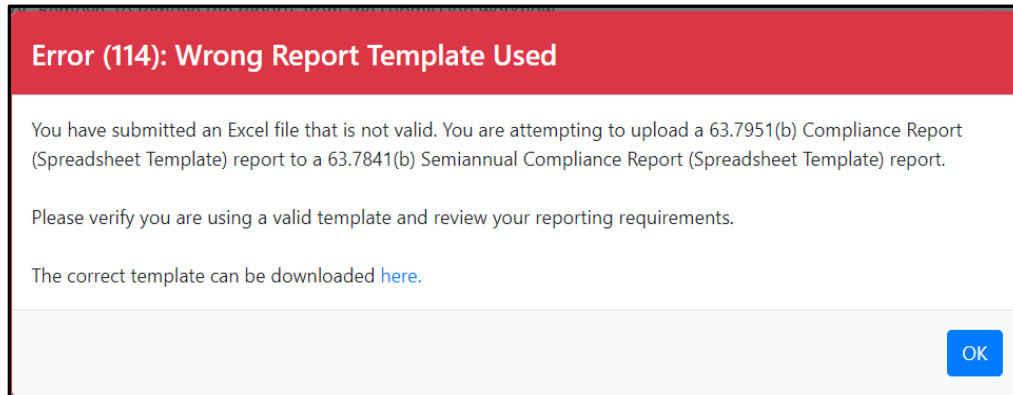 Error (114): Wrong Report Template Used
You have submitted an Excel file that is not valid. You are attempting to upload a 63.7951(b) Compliance Report
(Spreadsheet Template) report to a 63.7841(b) Semiannual Compliance Report (Spreadsheet Template) report.
Please verify you are using a valid template and review your reporting requirements.
The correct template can be downloaded here.
OK